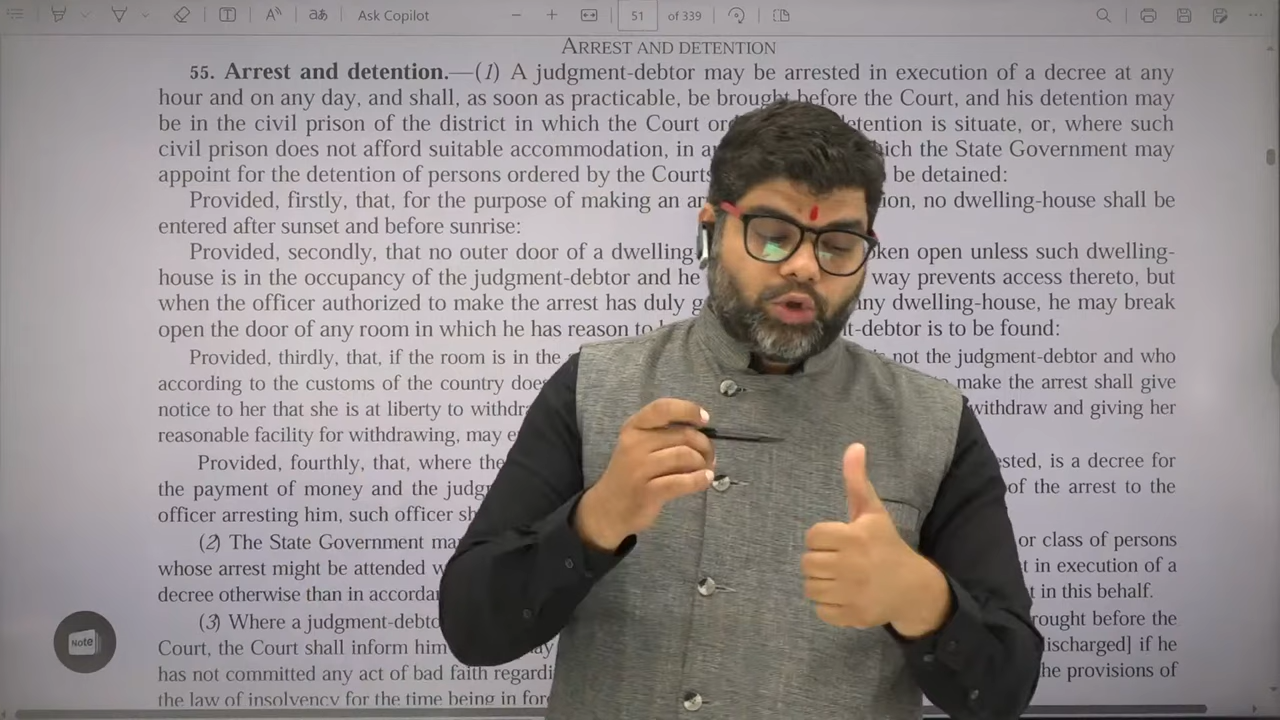 Ask Copilot 51 of 339
ARREST AND DETENTION
55. Arrest and detention.—(1) A judgment-debtor may be arrested in execution of a decree at any
hour and on any day, and shall, as soon as practicable, be brought before the Court, and his detention may
be in the civil prison of the district in which the Court detention is situate, or, where such
civil prison does not afford suitable accommodation, in which the State Government may
appoint for the detention of persons ordered by the Courts be detained:
Provided, firstly, that, for the purpose of making an no dwelling-house shall be
entered after sunset and before sunrise:
Provided, secondly, that no outer door of a dwelling unless such dwelling-
house is in the occupancy of the judgment-debtor and he way prevents access thereto, but
when the officer authorized to make the arrest has duly any dwelling-house, he may break
open the door of any room in which he has reason to is to be found:
Provided, thirdly, that, if the room is in the not the judgment-debtor and who
according to the customs of the country make the arrest shall give
notice to her that she is at liberty to withdraw and giving her
reasonable facility for withdrawing, may
Provided, fourthly, that, where the is a decree for
the payment of money and the of the arrest to the
officer arresting him, such officer
(2) The State Government or class of persons
whose arrest might be attended in execution of a
decree otherwise than in in this behalf.
(3) Where a before the
Court, the Court shall inform him discharged] if he
has not committed any act of bad faith the provisions of
the law of insolvency for the time being in
Note